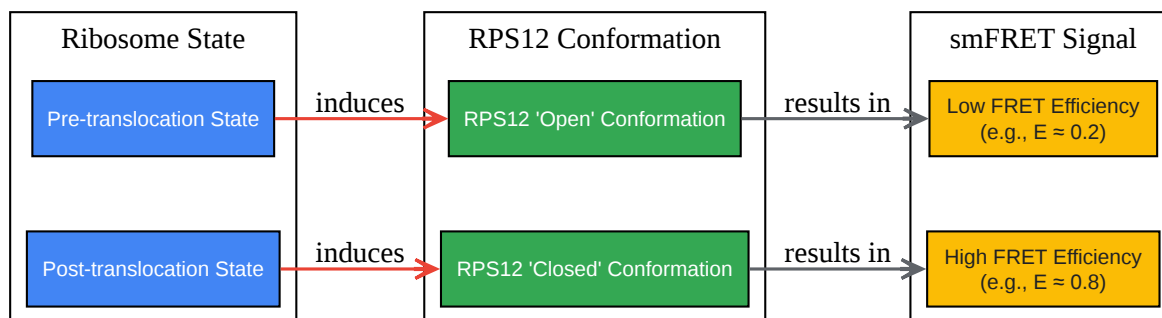 Ribosome State
RPS12 Conformation
smFRET Signal
Pre-translocation State
induces
RPS12 'Open' Conformation
results in
Low FRET Efficiency
(e.g., E ≈ 0.2)
Post-translocation State
induces
RPS12 'Closed' Conformation
results in
High FRET Efficiency
(e.g., E ≈ 0.8)